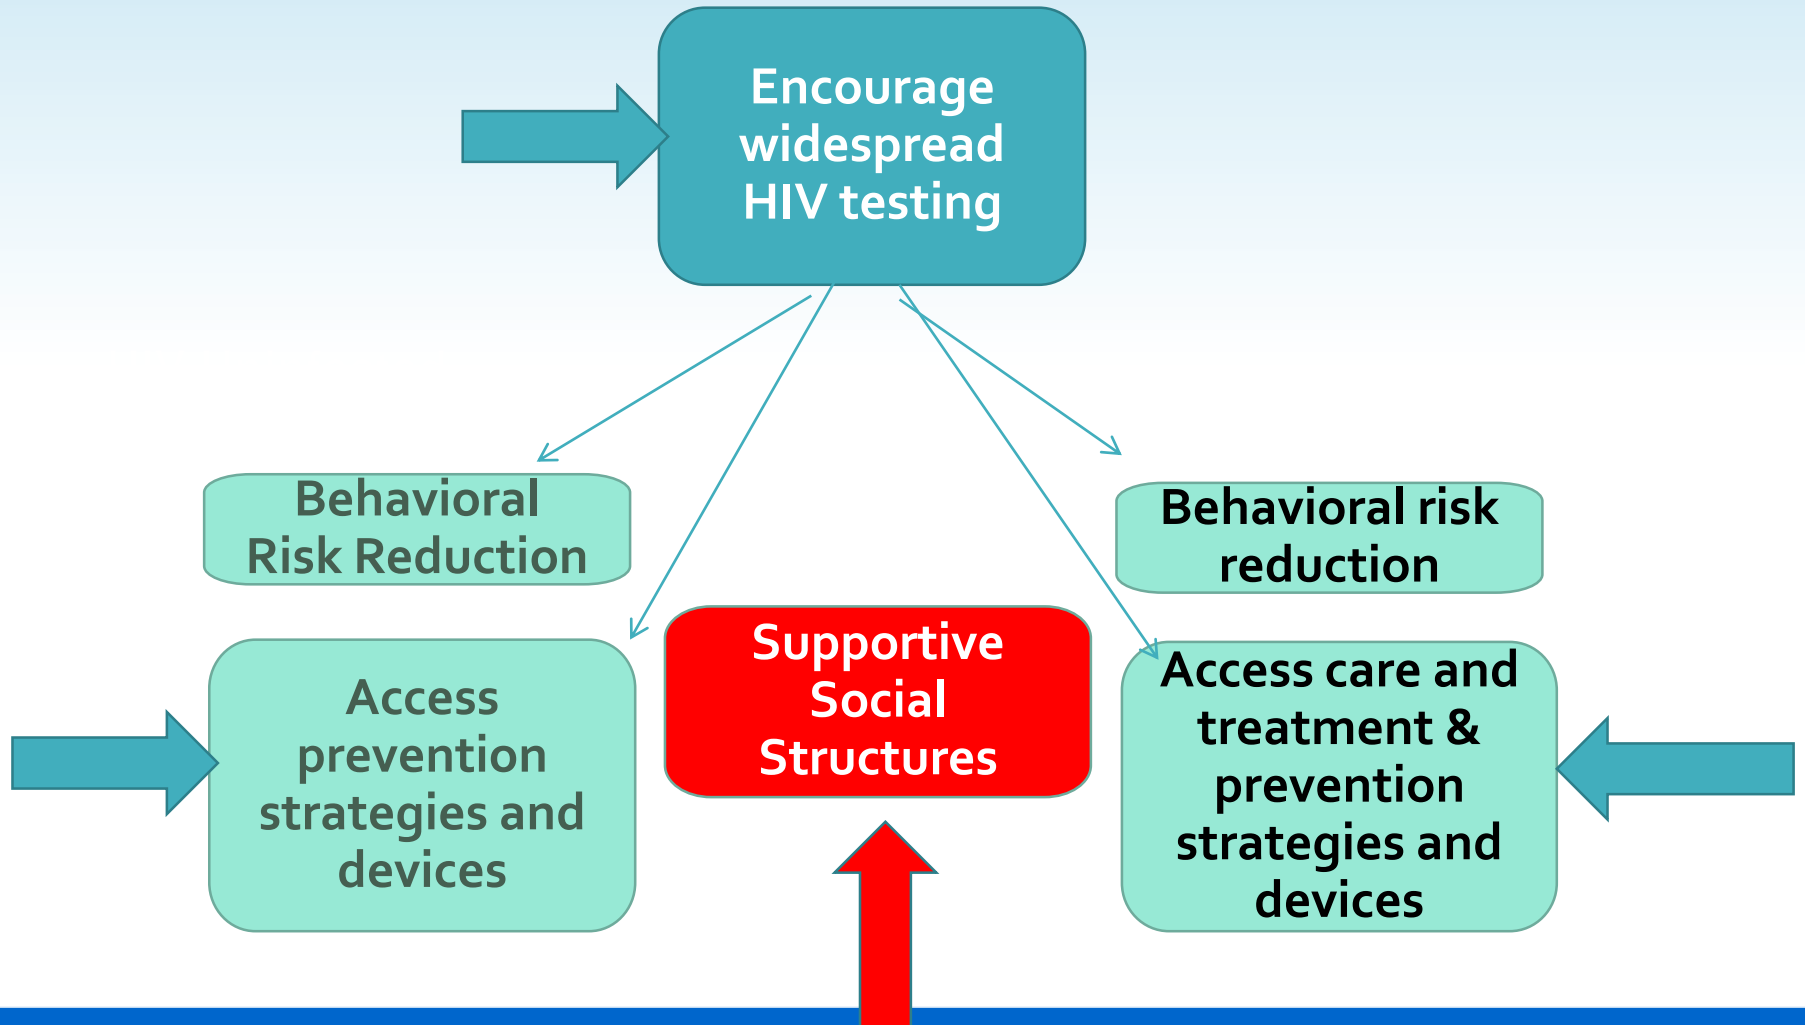 Encourage
widespread
HIV testing
Behavioral
Risk Reduction
Behavioral risk
reduction
Supportive
Social
Structures
Access
prevention
strategies and
devices
Access care and
treatment &
prevention
strategies and
devices